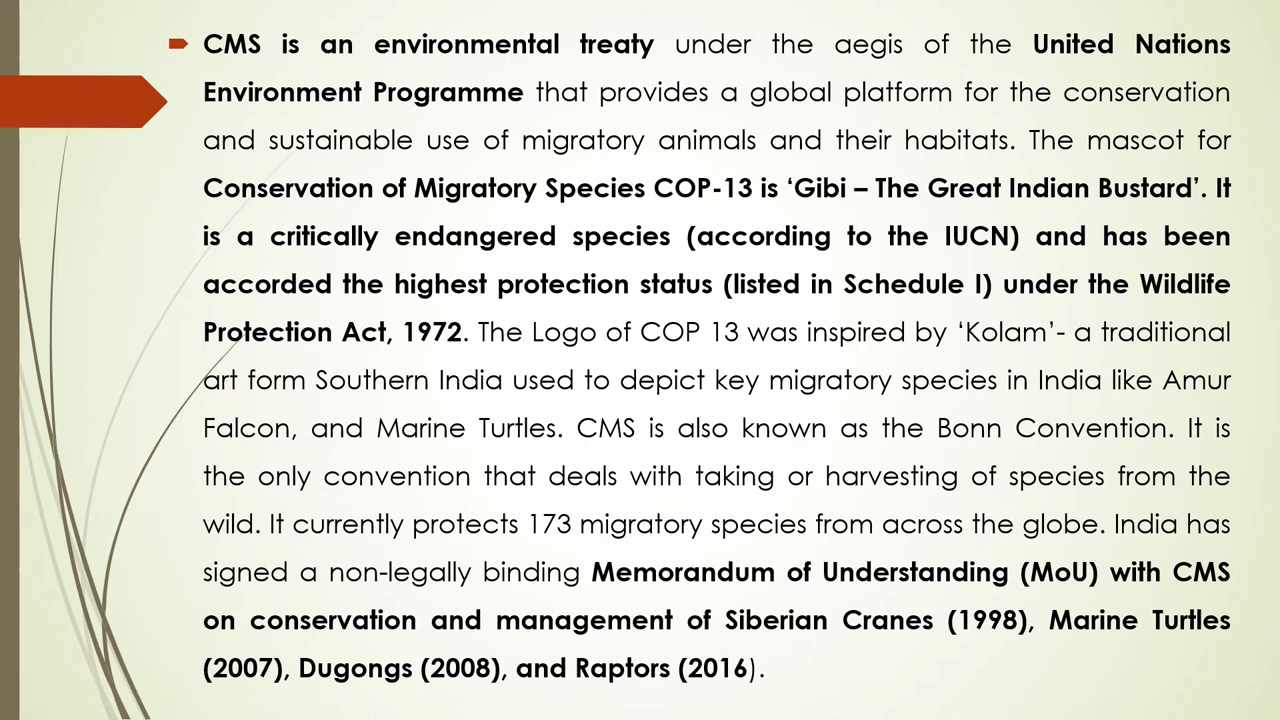 CMS is an environmental treaty under the aegis of the United Nations
Environment Programme that provides a global platform for the conservation
and sustainable use of migratory animals and their habitats. The mascot for
Conservation of Migratory Species COP-13 is ‘Gibi – The Great Indian Bustard’. It
is a critically endangered species (according to the IUCN) and has been
accorded the highest protection status (listed in Schedule I) under the Wildlife
Protection Act, 1972. The Logo of COP 13 was inspired by ‘Kolam’- a traditional
art form Southern India used to depict key migratory species in India like Amur
Falcon, and Marine Turtles. CMS is also known as the Bonn Convention. It is
the only convention that deals with taking or harvesting of species from the
wild. It currently protects 173 migratory species from across the globe. India has
signed a non-legally binding Memorandum of Understanding (MoU) with CMS
on conservation and management of Siberian Cranes (1998), Marine Turtles
(2007), Dugongs (2008), and Raptors (2016).